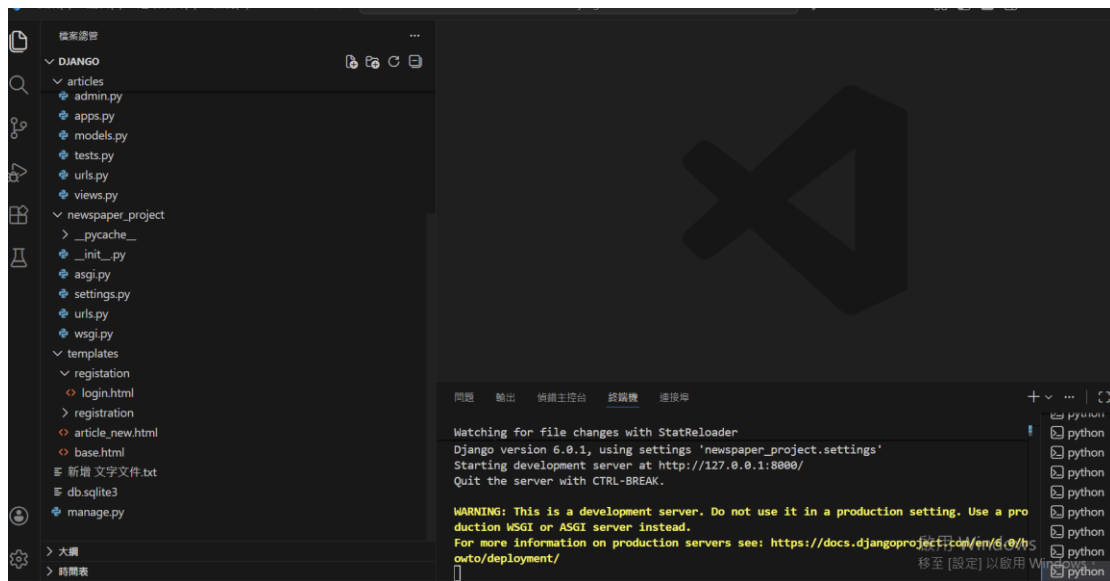 檔案總管
DJANGO
articles
admin.py
apps.py
models.py
tests.py
urls.py
views.py
newspaper_project
__pycache__
__init__.py
asgi.py
settings.py
urls.py
wsgi.py
templates
registation
login.html
registration
article_new.html
base.html
新增 文字文件.txt
db.sqlite3
manage.py
大綱
時間表
問題 輸出 偵錯主控台 終端機 連接埠
Watching for file changes with StatReloader
Django version 6.0.1, using settings 'newspaper_project.settings'
Starting development server at http://127.0.0.1:8000/
Quit the server with CTRL-BREAK.
WARNING: This is a development server. Do not use it in a production setting. Use a pro
duction WSGI or ASGI server instead.
For more information on production servers see: https://docs.djangoproject.com/en/6.0/h
owto/deployment/
python
python
python
python
python
python
python
python
python
啟用 Windows
移至 [設定] 以啟用 Windows。